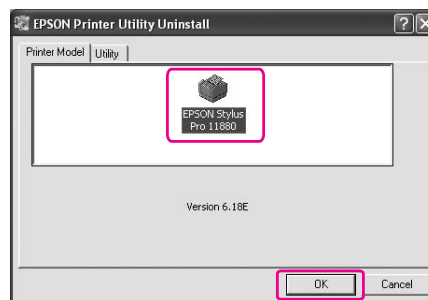 EPSON Printer Utility Uninstall
Printer Model
Utility
EPSON Stylus
Pro 11880
Version 6.18E
OK
Cancel